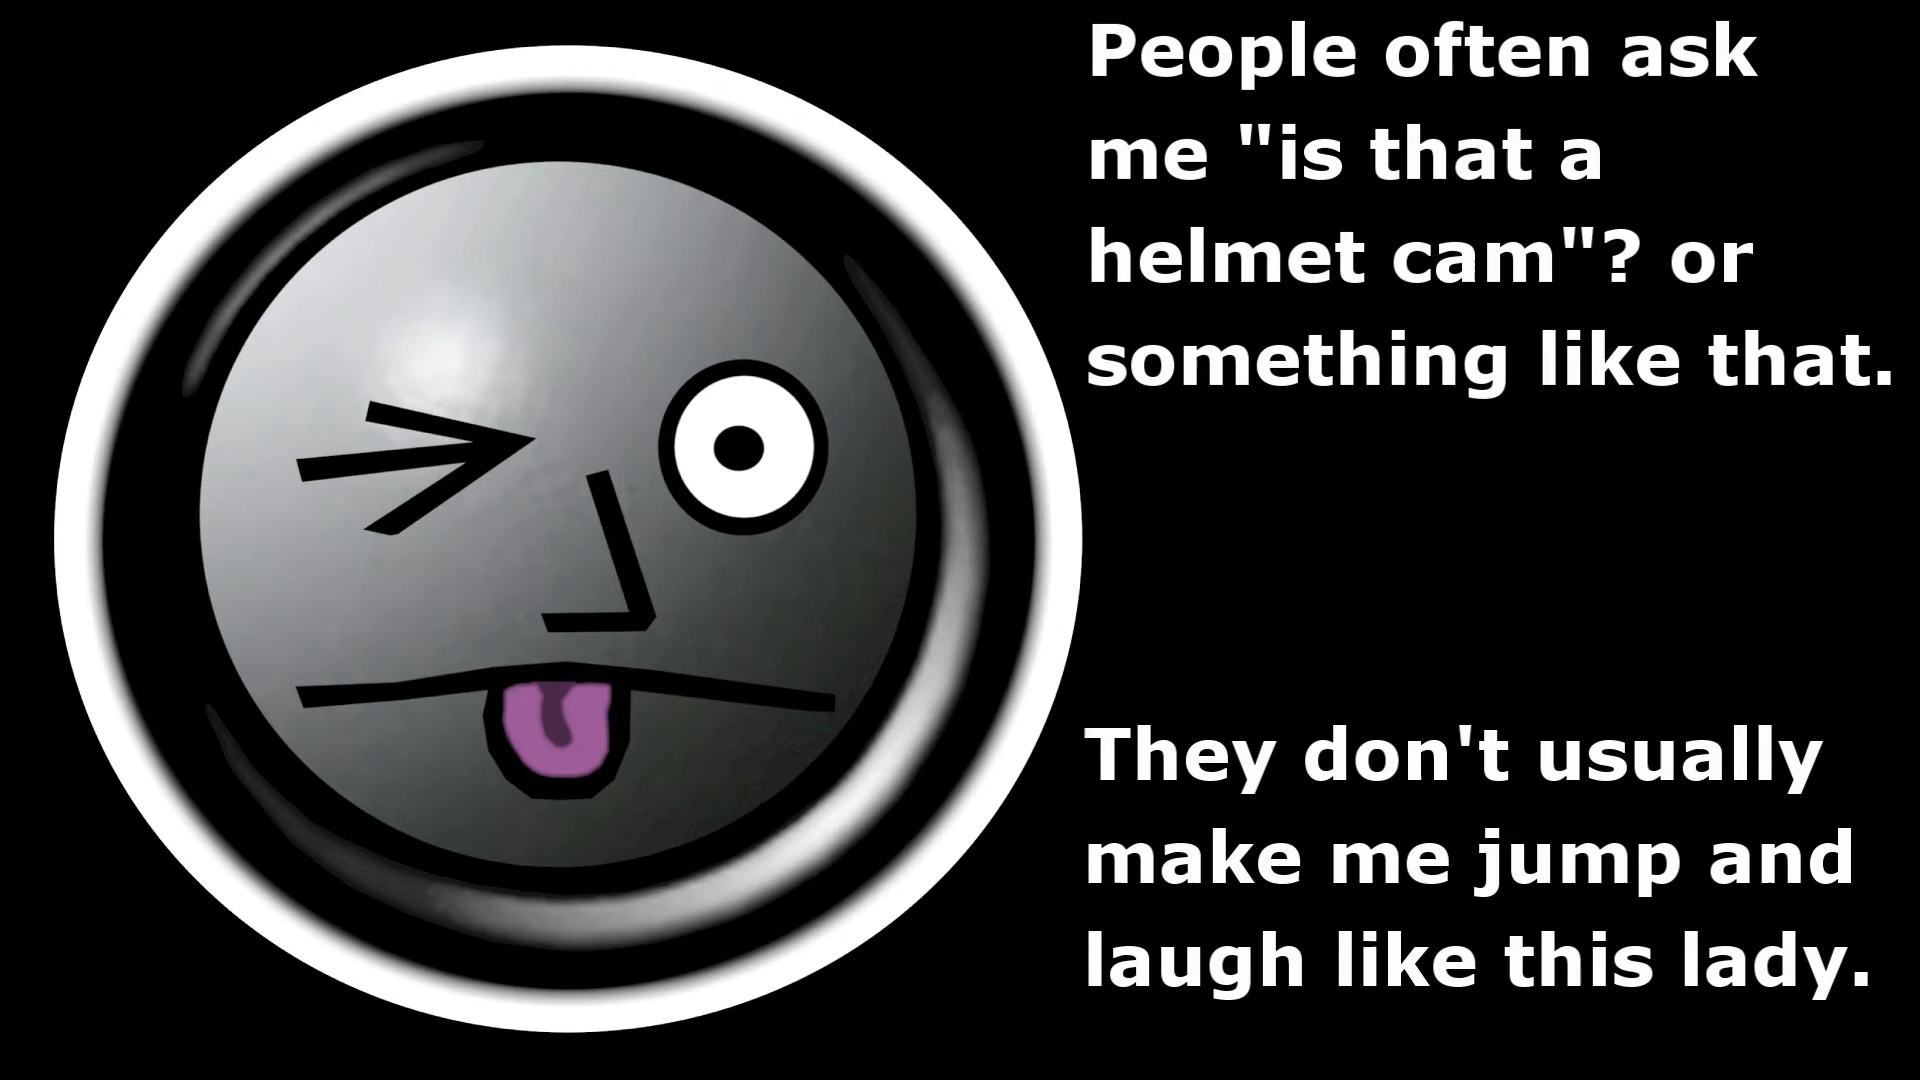 People often ask
me "is that a
helmet cam"? or
something like that.
They don't usually
make me jump and
laugh like this lady.